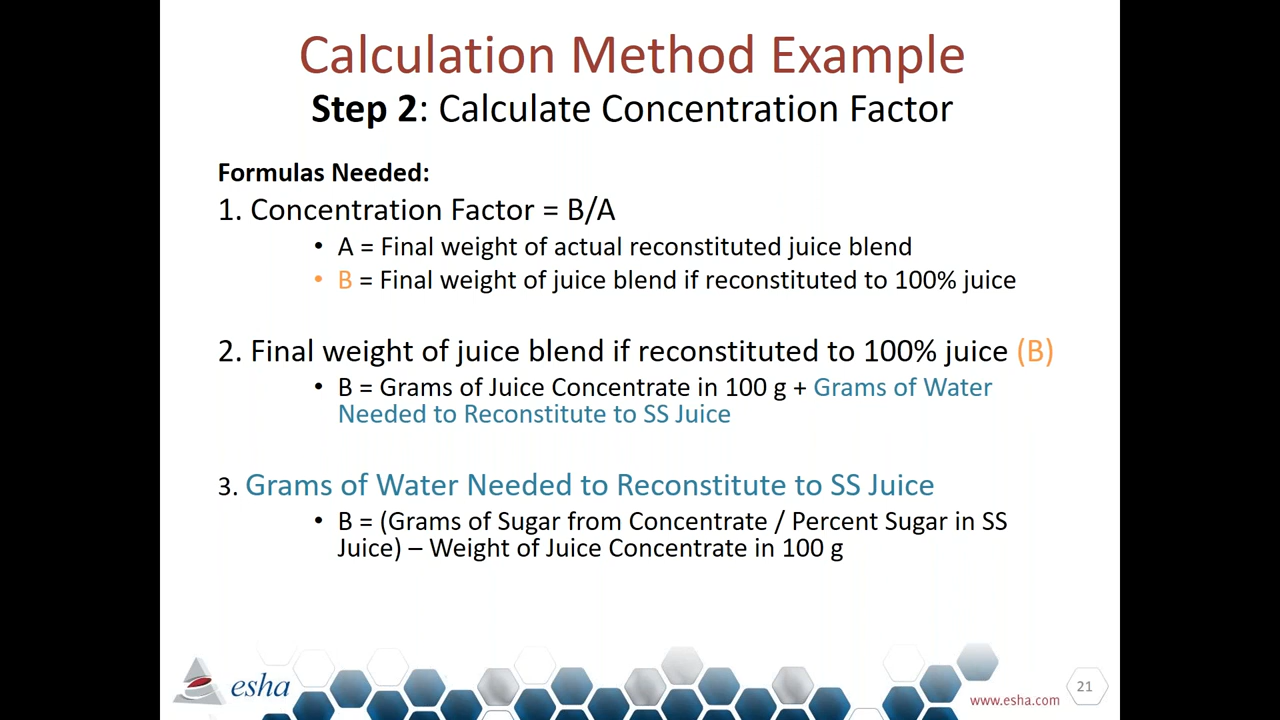 Calculation Method Example
Step 2: Calculate Concentration Factor
Formulas Needed:
1. Concentration Factor = B/A
• A = Final weight of actual reconstituted juice blend
• B = Final weight of juice blend if reconstituted to 100% juice
2. Final weight of juice blend if reconstituted to 100% juice (B)
• B = Grams of Juice Concentrate in 100 g + Grams of Water
Needed to Reconstitute to SS Juice
3. Grams of Water Needed to Reconstitute to SS Juice
• B = (Grams of Sugar from Concentrate / Percent Sugar in SS
Juice) – Weight of Juice Concentrate in 100 g
esha
www.esha.com
21